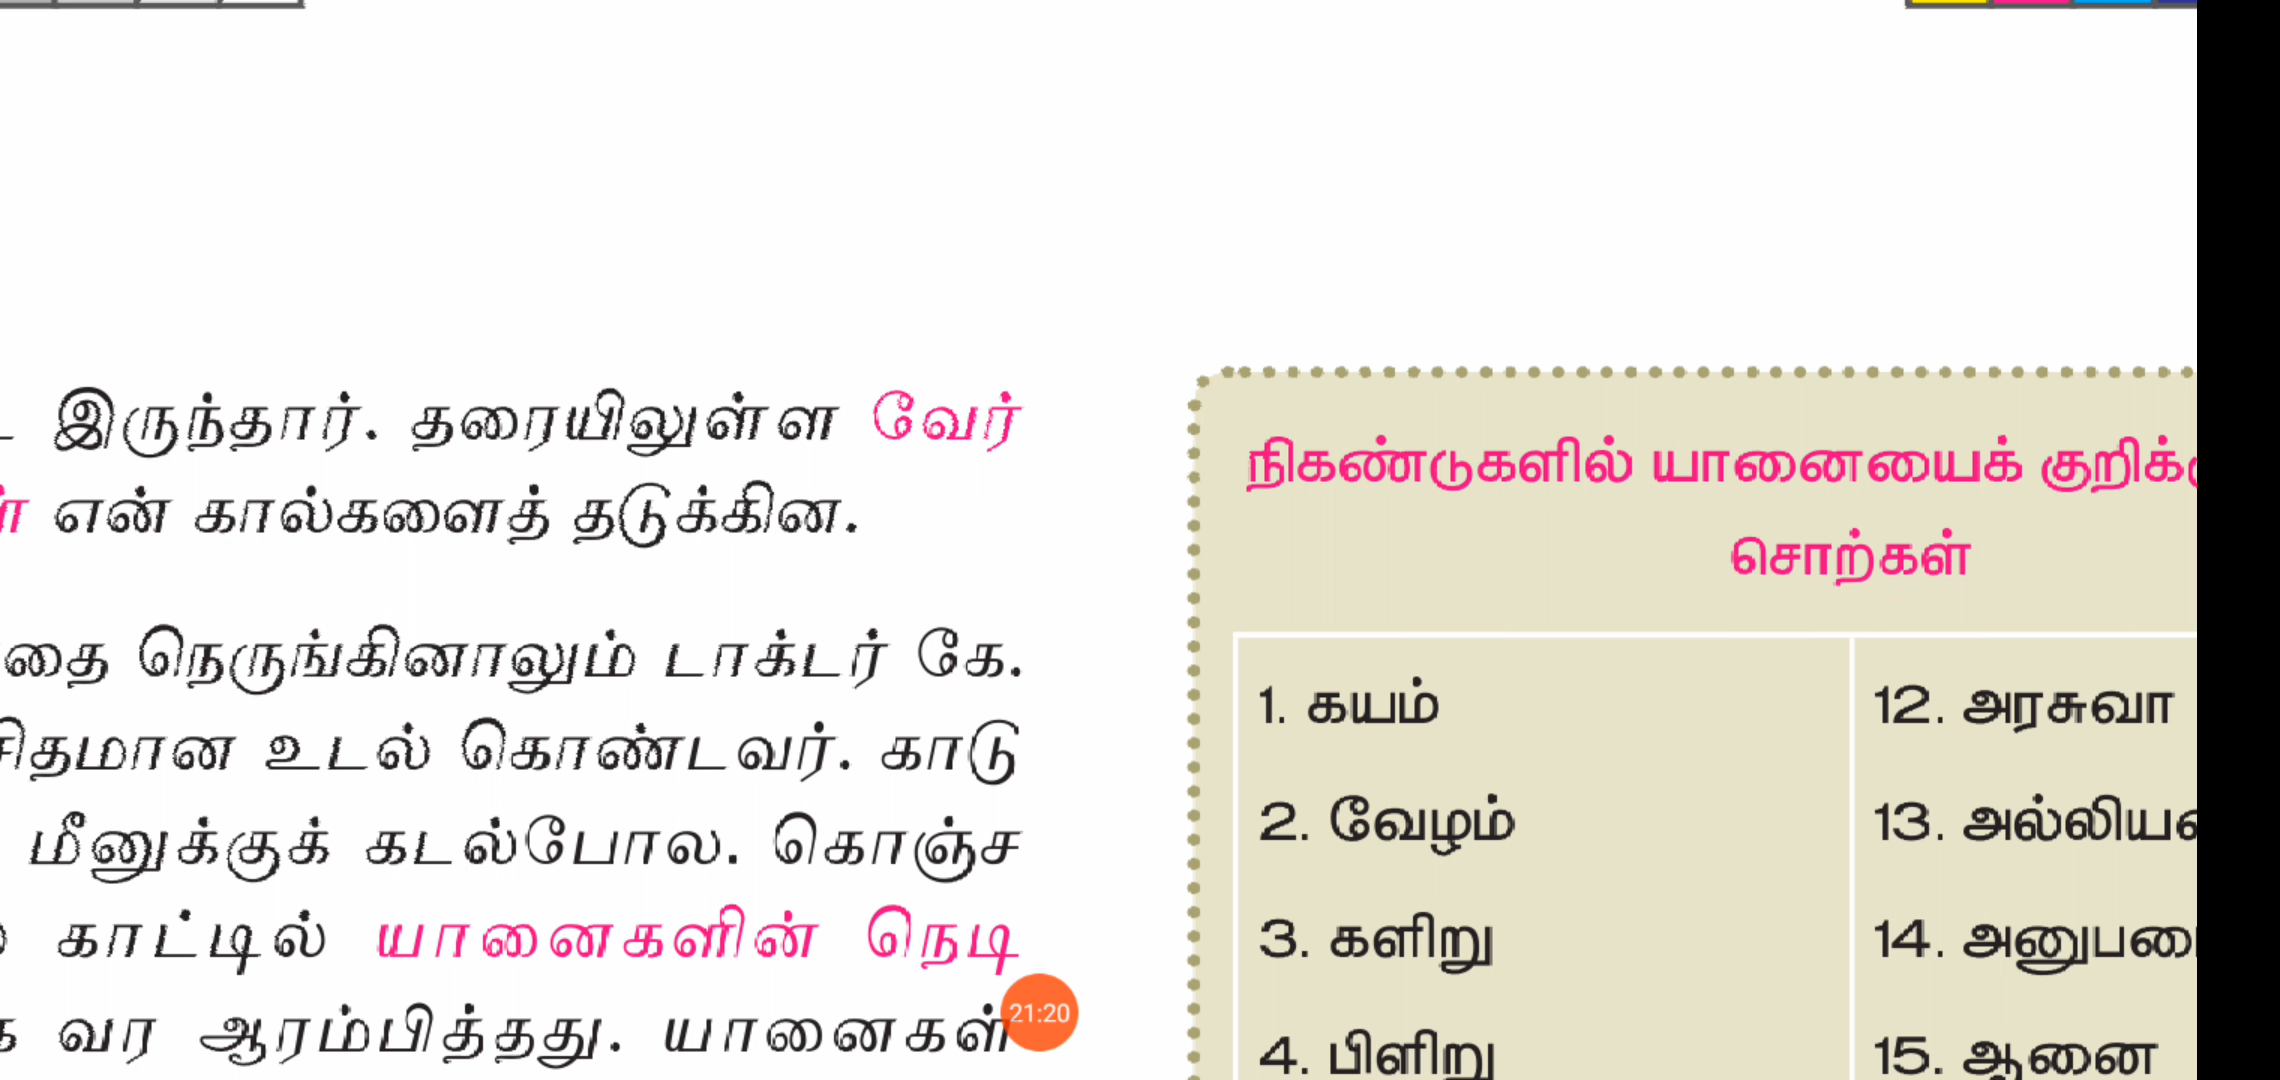 இருந்தார். தரையிலுள்ள வேர்
என் கால்களைத் தடுக்கின.
நெருங்கினாலும் டாக்டர் கே.
உடல் கொண்டவர். காடு
மீனுக்குக் கடல்போல. கொஞ்ச
காட்டில் யானைகளின் நெடி
வர ஆரம்பித்தது. யானைகள்
21:20
நிகண்டுகளில் யானையைக்
சொற்கள்
1. கயம்
2. வேழம்
3. களிறு
4. பிளிறு
12. அரசுவா
13.
14.
15. ஆனை